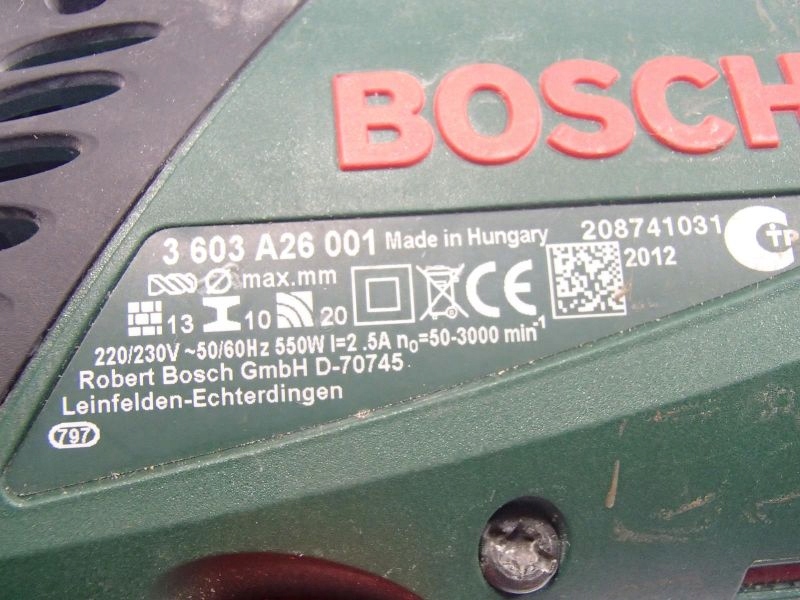 BOSCH
3 603 A26 001 Made in Hungary 208741031
max.mm 2012
13 10 20 CE
220/230V ~50/60Hz 550W I=2 .5A n₀=50-3000 min⁻¹
Robert Bosch GmbH D-70745
Leinfelden-Echterdingen
797